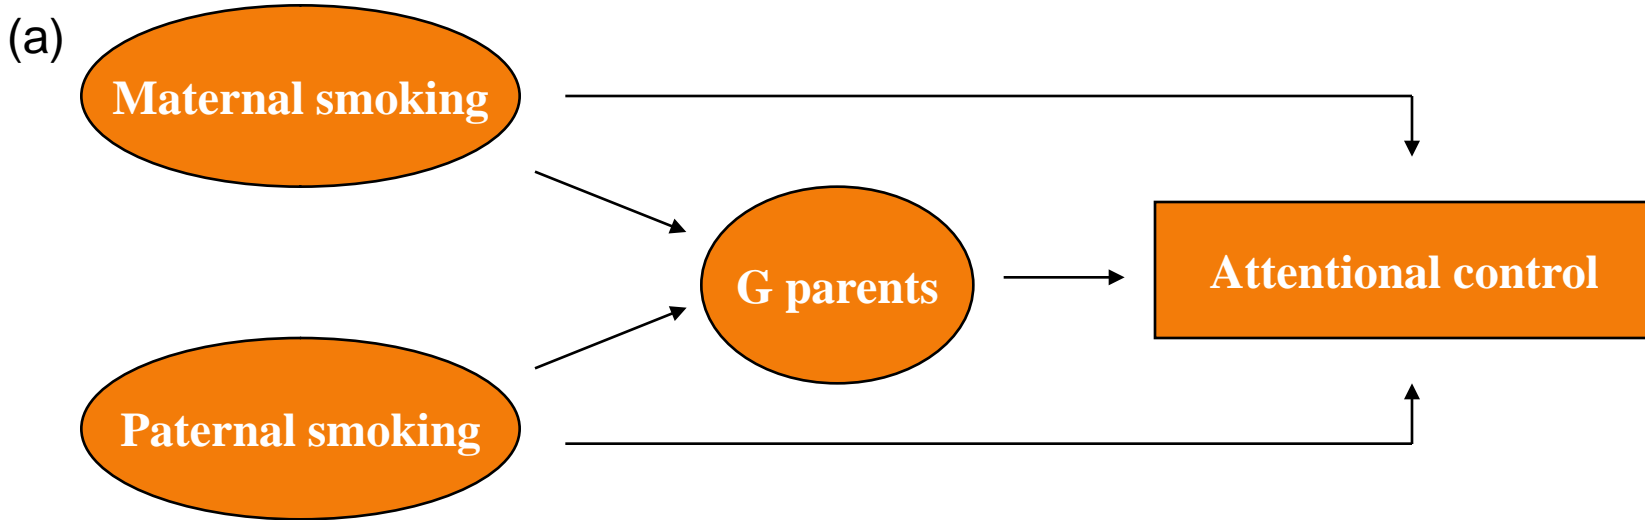 (a)
Maternal smoking
G parents
Attentional control
Paternal smoking